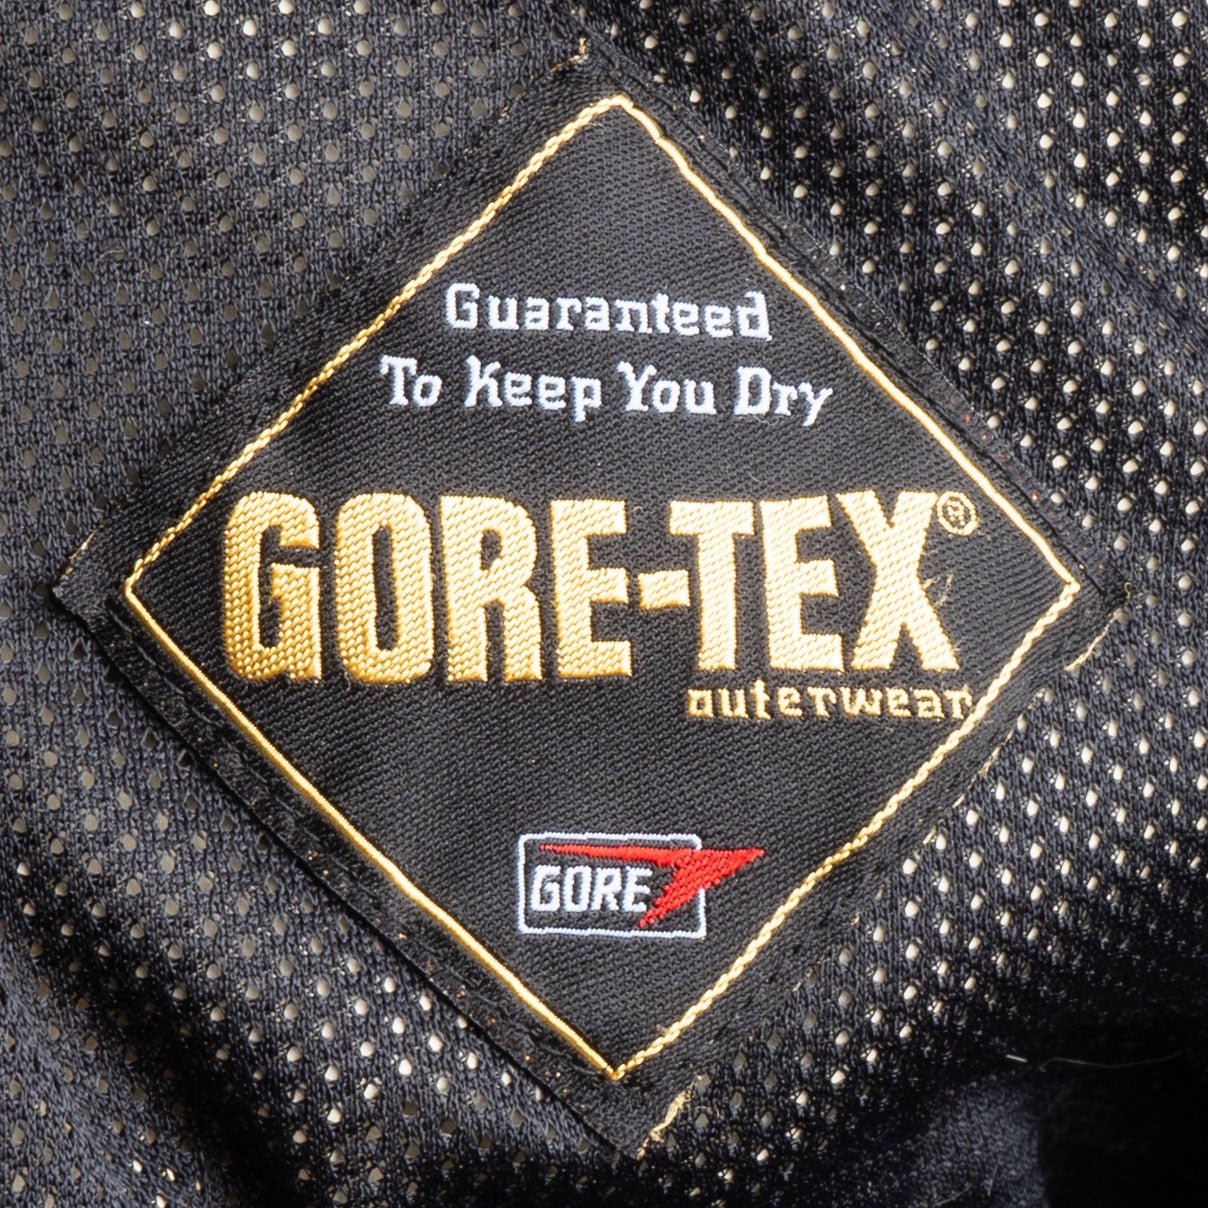 Guaranteed
To Keep You Dry
GORE-TEX®
outerwear
GORE